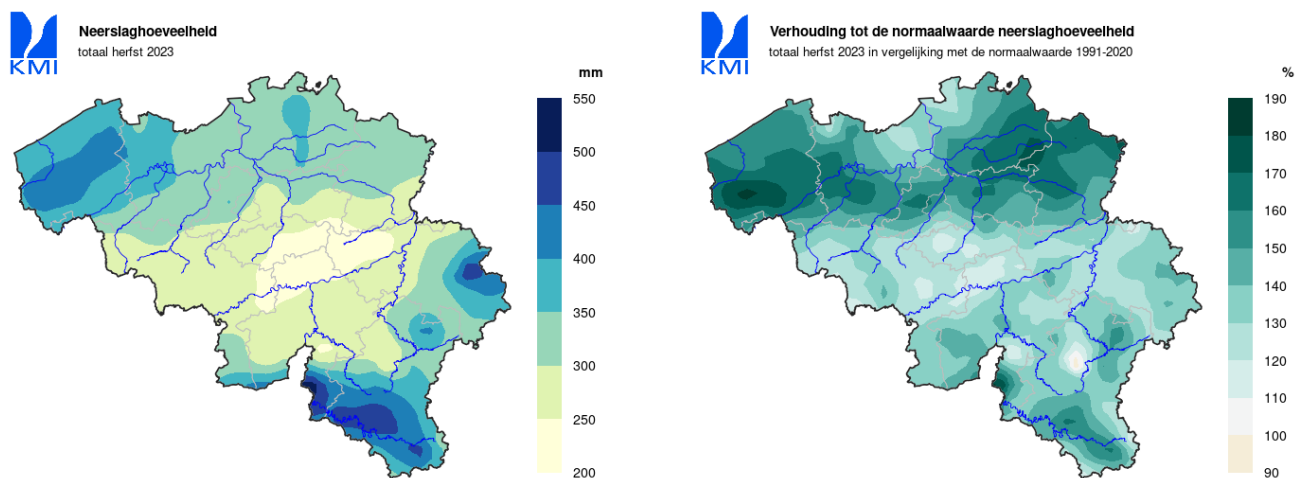 KMI
Neerslaghoeveelheid
totaal herfst 2023
mm
550
500
450
400
350
300
250
200
KMI
Verhouding tot de normaalwaarde neerslaghoeveelheid
totaal herfst 2023 in vergelijking met de normaalwaarde 1991-2020
%
190
180
170
160
150
140
130
120
110
100
90